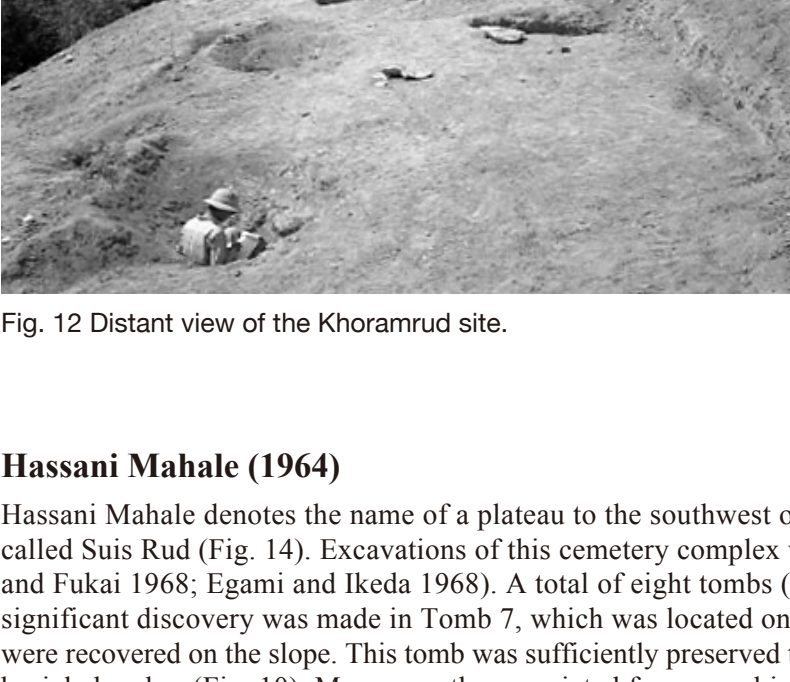 Fig. 12 Distant view of the Khoramrud site.
Hassani Mahale (1964)
Hassani Mahale denotes the name of a plateau to the southwest
called Suis Rud (Fig. 14). Excavations of this cemetery complex
and Fukai 1968; Egami and Ikeda 1968). A total of eight tombs (
significant discovery was made in Tomb 7, which was located on
were recovered on the slope. This tomb was sufficiently preserved